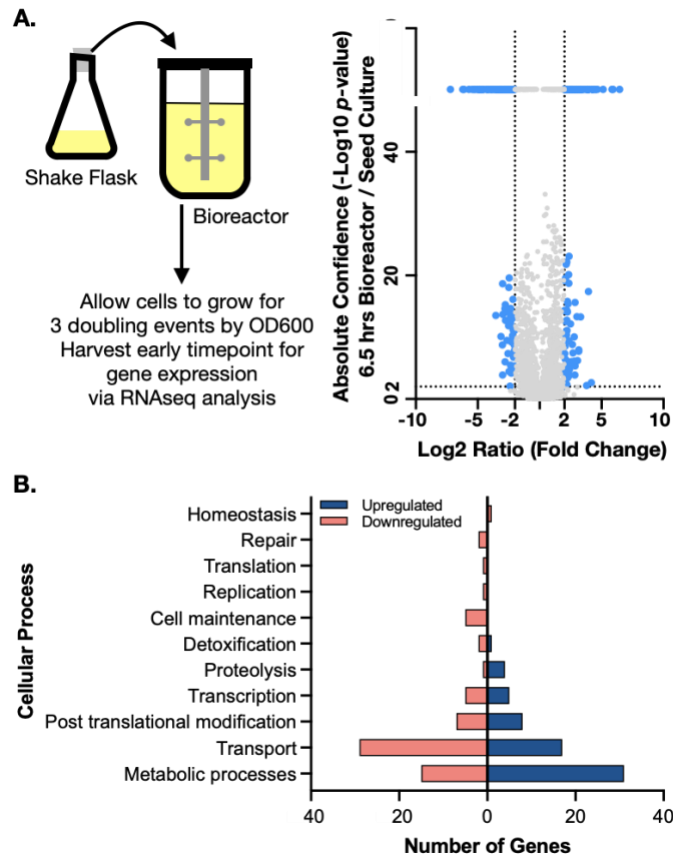 A.
Shake Flask
Bioreactor
Allow cells to grow for
3 doubling events by OD600
Harvest early timepoint for
gene expression
via RNAseq analysis
Absolute Confidence (-Log10 p-value)
6.5 hrs Bioreactor / Seed Culture
40
20
2
0
-10
-5
-2
2
5
10
Log2 Ratio (Fold Change)
B.
Upregulated
Downregulated
Cellular Process
Homeostasis
Repair
Translation
Replication
Cell maintenance
Detoxification
Proteolysis
Transcription
Post translational modification
Transport
Metabolic processes
40
20
0
20
40
Number of Genes